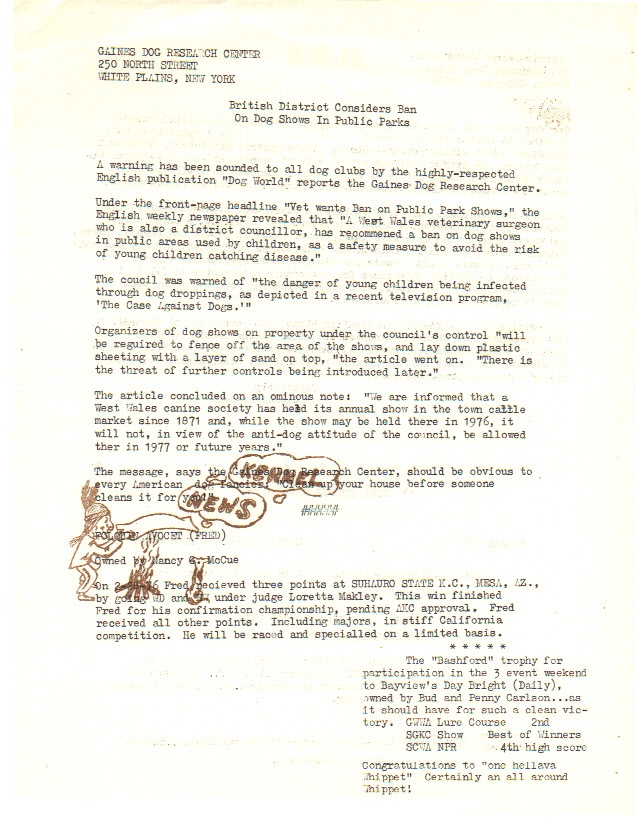 GAINES DOG RESEARCH CENTER
250 NORTH STREET
WHITE PLAINS, NEW YORK
British District Considers Ban
On Dog Shows In Public Parks
A warning has been sounded to all dog clubs by the highly-respected
English publication "Dog World" reports the Gaines Dog Research Center.
Under the front-page headline "Vet wants Ban on Public Park Shows," the
English weekly newspaper revealed that "A West Wales veterinary surgeon
who is also a district councillor, has recommened a ban on dog shows
in public areas used by children, as a safety measure to avoid the risk
of young children catching disease."
The coucil was warned of "the danger of young children being infected
through dog droppings, as depicted in a recent television program,
'The Case Against Dogs.'"
Organizers of dog shows on property under the council's control "will
be reguired to fence off the area of the shows, and lay down plastic
sheeting with a layer of sand on top, "the article went on. "There is
the threat of further controls being introduced later."
The article concluded on an ominous note: "We are informed that a
West Wales canine society has held its annual show in the town cattle
market since 1871 and, while the show may be held there in 1976, it
will not, in view of the anti-dog attitude of the council, be allowed
ther in 1977 or future years."
The message, says the Gaines Dog Research Center, should be obvious to
every American dog fancier: "Clean up your house before someone
cleans it for you!"
KENNEL
NEWS
######
AVOCET (FRED)
Owned by Nancy G. McCue
On Fred recieved three points at SUHAURO STATE K.C., MESA, AZ.,
by going WD and under judge Loretta Makley. This win finished
Fred for his confirmation championship, pending AKC approval. Fred
received all other points. Including majors, in stiff California
competition. He will be raced and specialled on a limited basis.
* * * * *
The "Bashford" trophy for
participation in the 3 event weekend
to Bayview's Day Bright (Daily),
owned by Bud and Penny Carlson...as
it should have for such a clean vic-
tory. GWWA Lure Course 2nd
SGKC Show Best of Winners
SCWA NPR 4th high score
Congratulations to "one hellava
Whippet" Certainly an all around
Whippet!